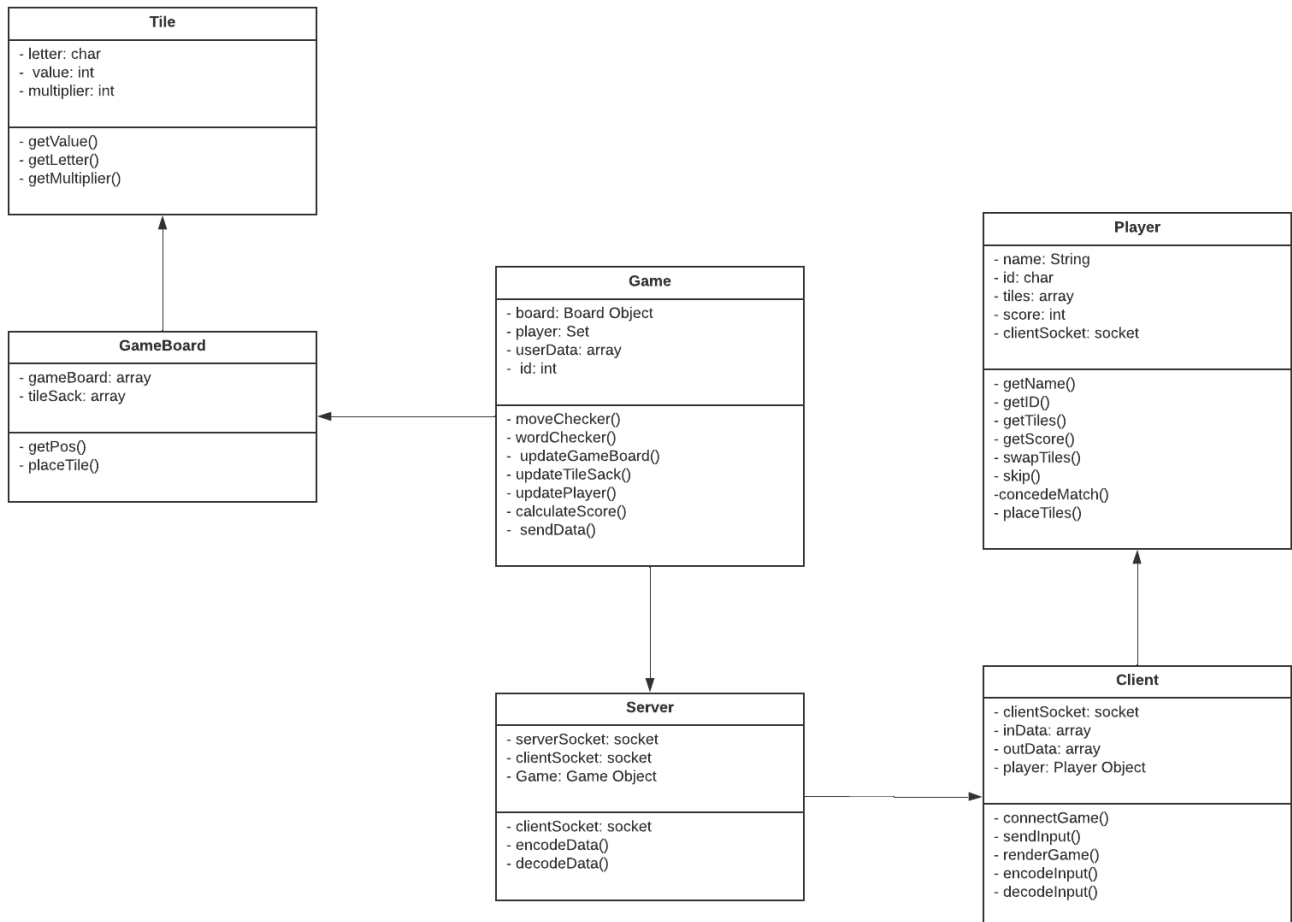 Tile
- letter: char
-  value: int
- multiplier: int
- getValue()
- getLetter()
- getMultiplier()
GameBoard
- gameBoard: array
- tileSack: array
- getPos()
- placeTile()
Game
- board: Board Object
- player: Set
- userData: array
-  id: int
- moveChecker()
- wordChecker()
-  updateGameBoard()
- updateTileSack()
- updatePlayer()
- calculateScore()
-  sendData()
Server
- serverSocket: socket
- clientSocket: socket
- Game: Game Object
- clientSocket: socket
- encodeData()
- decodeData()
Player
- name: String
- id: char
- tiles: array
- score: int
- clientSocket: socket
- getName()
- getID()
- getTiles()
- getScore()
- swapTiles()
- skip()
-concedeMatch()
- placeTiles()
Client
- clientSocket: socket
- inData: array
- outData: array
- player: Player Object
- connectGame()
- sendInput()
- renderGame()
- encodeInput()
- decodeInput()